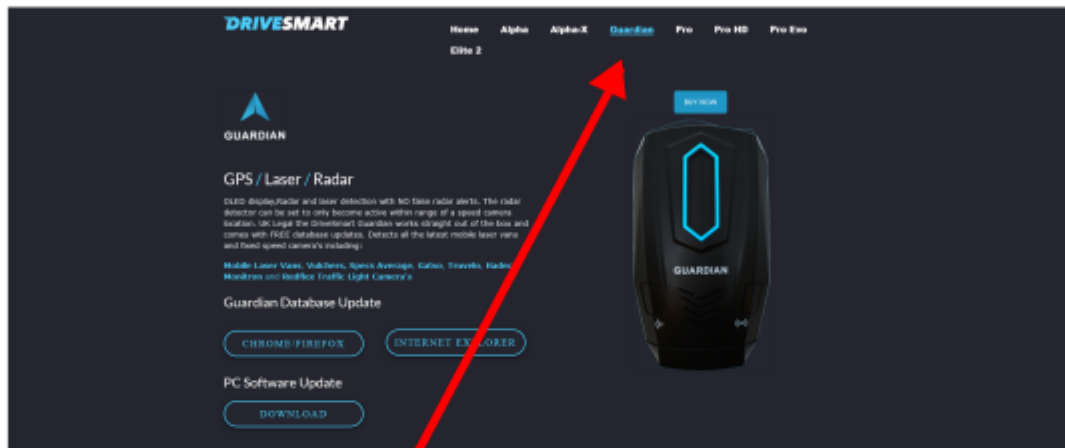 DRIVESMART
Home Alpha Alpha-X Guardian Pro Pro HD Pro Evo
Elite 2
BUY NOW
GUARDIAN
GPS / Laser / Radar
OLED display,Radar and laser detection with NO false radar alerts. The radar
detector can be set to only become active within range of a speed camera
location. UK Legal the DriveSmart Guardian works straight out of the box and
comes with FREE database updates. Detects all the latest mobile laser vans
and fixed speed camera's including:
Mobile Laser Vans, Specs Average, Gatso, Truvelo,
Monitron and Redflex Traffic Light Camera's
GUARDIAN
Guardian Database Update
CHROME/FIREFOX
INTERNET EXPLORER
PC Software Update
DOWNLOAD